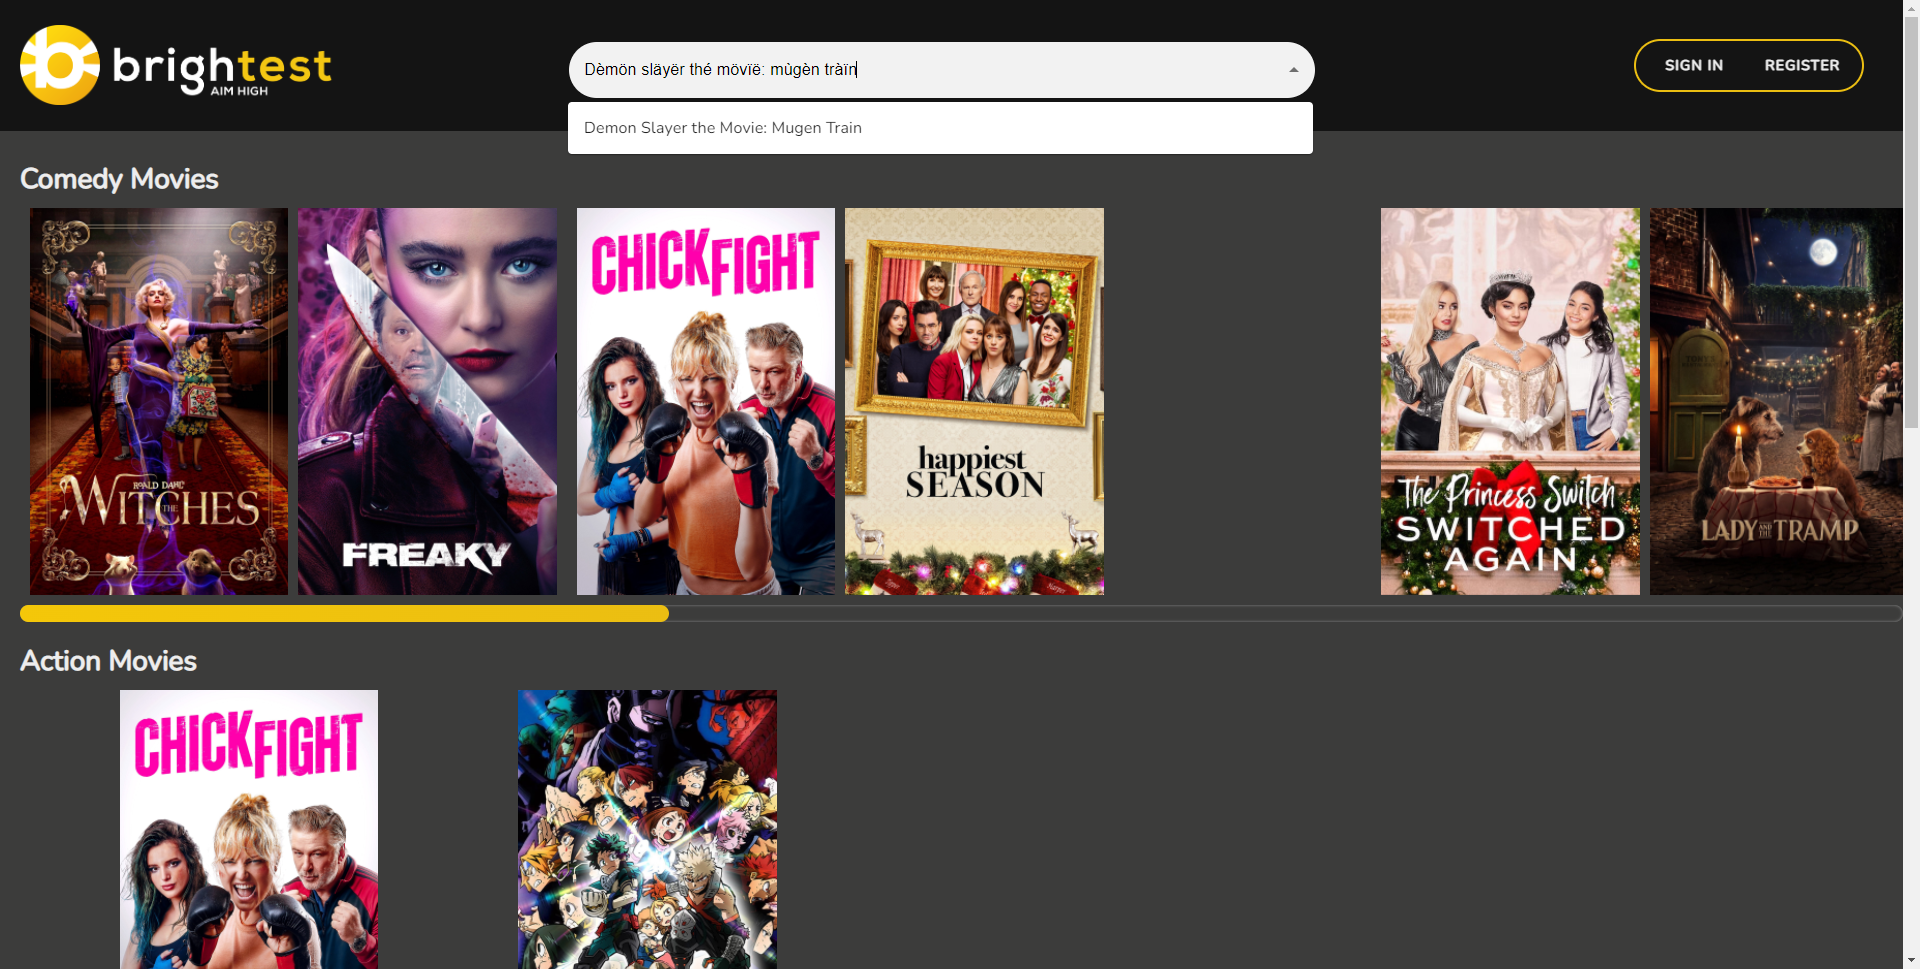 brightest
AIM HIGH
Dèmön släyër thé mövïë: mùgèn tràïn
SIGN IN
REGISTER
Demon Slayer the Movie: Mugen Train
Comedy Movies
ROALD DAHL'S
THE
WITCHES
FREAKY
CHICK FIGHT
happiest
SEASON
The Princess Switch
SWITCHED
AGAIN
LADY AND THE TRAMP
Action Movies
CHICK FIGHT